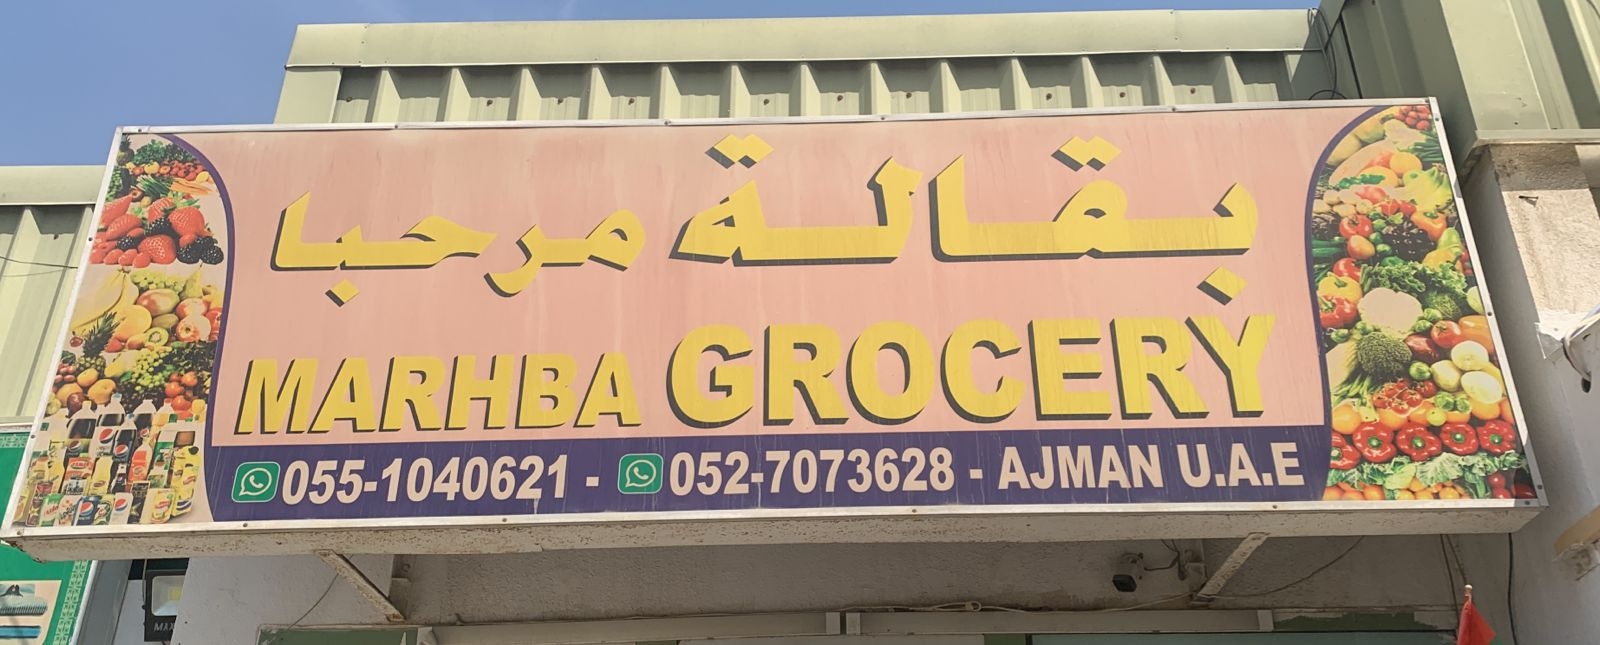 بقالة مرحبا
MARHBA GROCERY
055-1040621 - 052-7073628 - AJMAN U.A.E